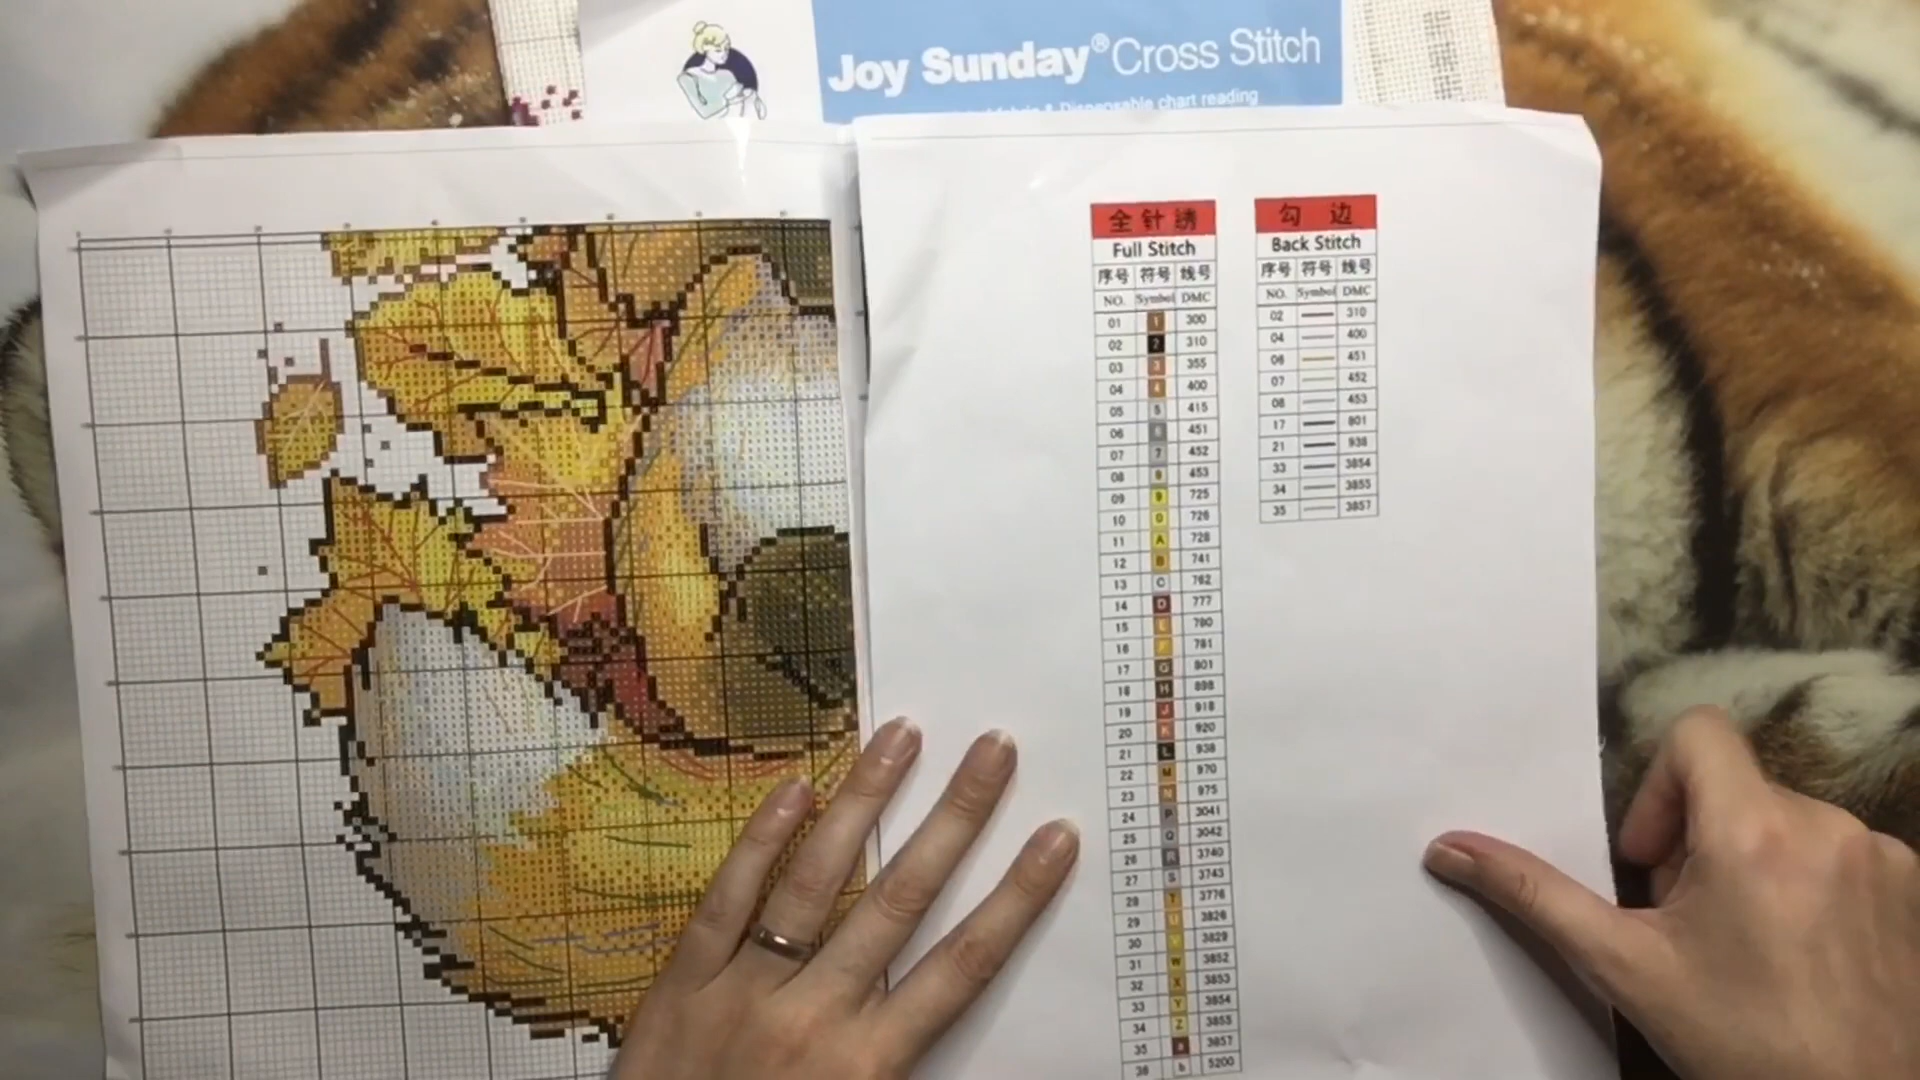 Joy Sunday® Cross Stitch
& Disposable chart reading
全针绣
Full Stitch
序号 符号 线号
NO. Symbol DMC
01 1 300
02 2 310
03 3 355
04 4 400
05 5 415
06 6 451
07 7 452
08 8 453
09 9 725
10 0 726
11 A 728
12 B 741
13 C 762
14 D 777
15 E 780
16 F 781
17 G 801
18 H 898
19 J 918
20 K 920
21 L 938
22 M 970
23 N 975
24 P 3041
25 Q 3042
26 R 3740
27 S 3743
28 T 3776
29 U 3826
30 V 3829
31 W 3852
32 X 3853
33 Y 3854
34 Z 3855
35 a 3857
36 b 5200
勾边
Back Stitch
序号 符号 线号
NO. Symbol DMC
02 310
04 400
06 451
07 452
08 453
17 801
21 938
33 3854
34 3855
35 3857